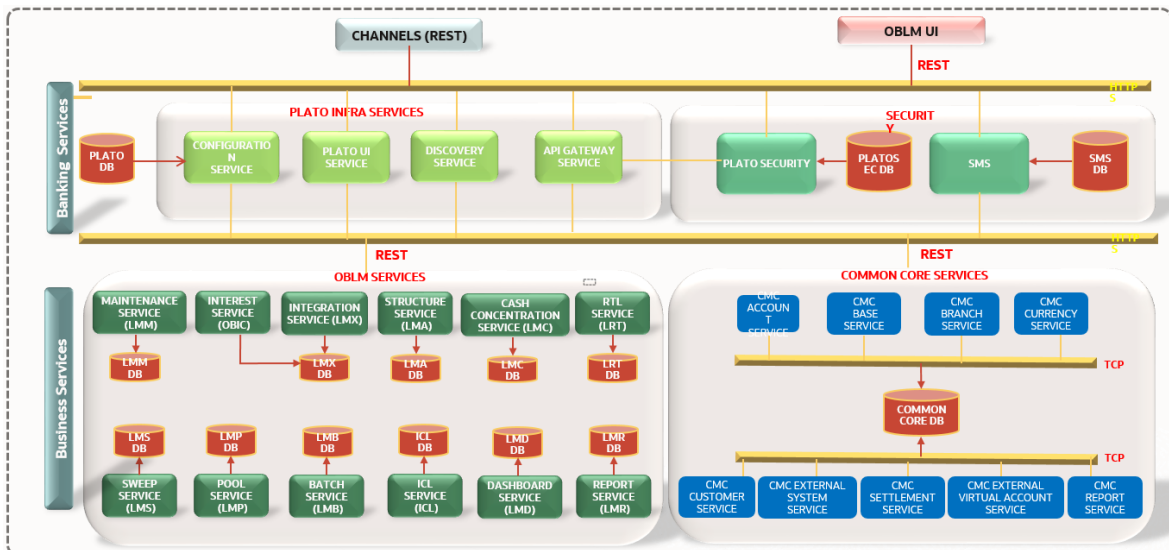 CHANNELS (REST)
OBLM UI
REST
HTTP
S
Banking Services
PLATO INFRA SERVICES
SECURIT
Y
PLATO
DB
CONFIGURATIO
N
SERVICE
PLATO UI
SERVICE
DISCOVERY
SERVICE
API GATEWAY
SERVICE
PLATO SECURITY
PLATOS
EC DB
SMS
SMS
DB
HTTP
S
REST
REST
Business Services
OBLM SERVICES
COMMON CORE SERVICES
MAINTENANCE
SERVICE
(LMM)
INTEREST
SERVICE
(OBIC)
INTEGRATION
SERVICE (LMX)
STRUCTURE
SERVICE
(LMA)
CASH
CONCENTRATION
SERVICE (LMC)
RTL
SERVICE
(LRT)
CMC
ACCOUN
T
SERVICE
CMC
BASE
SERVICE
CMC
BRANCH
SERVICE
CMC
CURRENCY
SERVICE
LMM
DB
LMX
DB
LMA
DB
LMC
DB
LRT
DB
TCP
COMMON
CORE DB
LMS
DB
LMP
DB
LMB
DB
ICL
DB
LMD
DB
LMR
DB
TCP
SWEEP
SERVICE
(LMS)
POOL
SERVICE
(LMP)
BATCH
SERVICE
(LMB)
ICL
SERVICE
(ICL)
DASHBOARD
SERVICE
(LMD)
REPORT
SERVICE
(LMR)
CMC
CUSTOMER
SERVICE
CMC EXTERNAL
SYSTEM
SERVICE
CMC
SETTLEMENT
SERVICE
CMC EXTERNAL
VIRTUAL ACCOUNT
SERVICE
CMC
REPORT
SERVICE